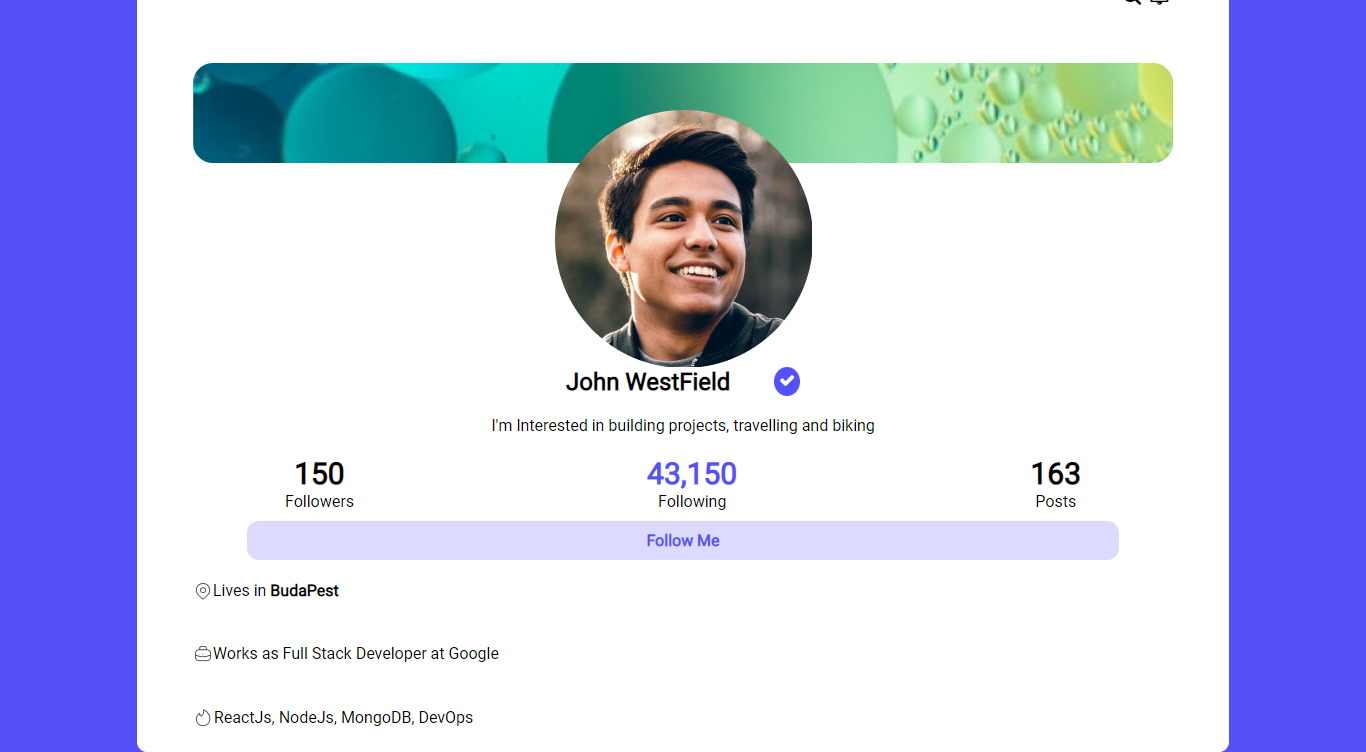 John WestField
I'm Interested in building projects, travelling and biking
150 43,150 163
Followers Following Posts
Follow Me
Lives in BudaPest
Works as Full Stack Developer at Google
ReactJs, NodeJs, MongoDB, DevOps